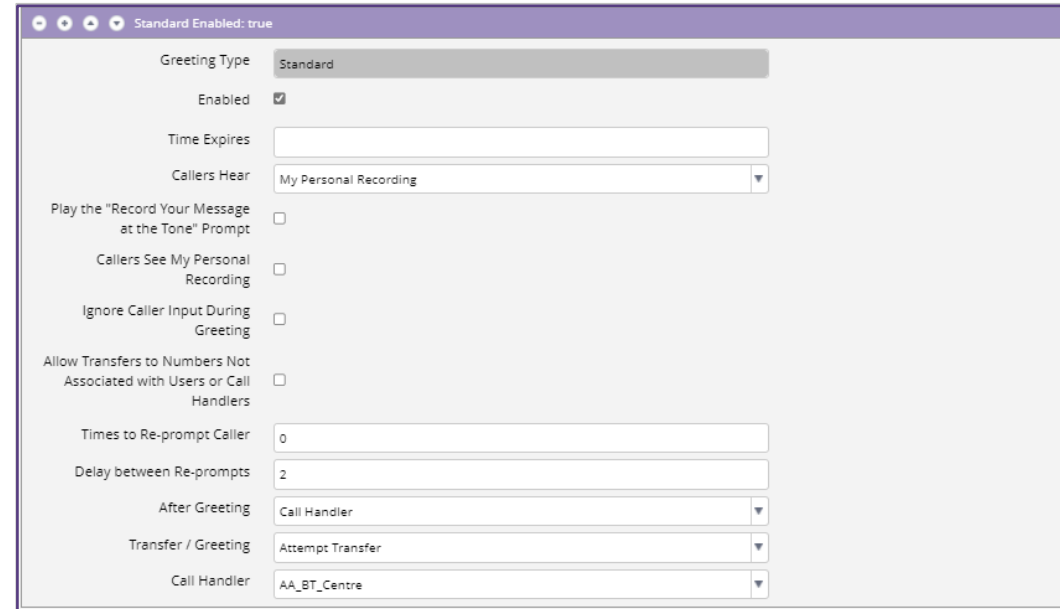 Standard Enabled: true
Greeting Type Standard
Enabled
Time Expires
Callers Hear My Personal Recording
Play the "Record Your Message
at the Tone" Prompt
Callers See My Personal
Recording
Ignore Caller Input During
Greeting
Allow Transfers to Numbers Not
Associated with Users or Call
Handlers
Times to Re-prompt Caller 0
Delay between Re-prompts 2
After Greeting Call Handler
Transfer / Greeting Attempt Transfer
Call Handler AA_BT_Centre